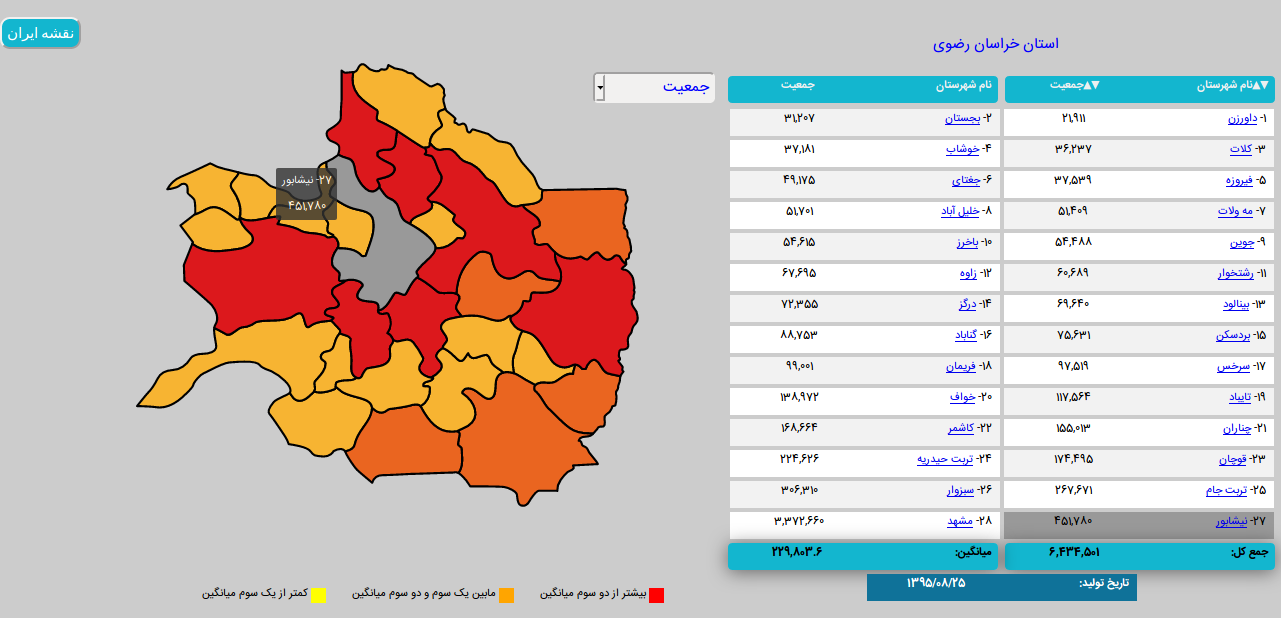 نقشه ایران
استان خراسان رضوی
جمعیت
▼▲نام شهرستان ▼▲جمعیت نام شهرستان جمعیت
۱- داورزن ۲۱,۹۱۱ ۲- بجستان ۳۱,۲۰۷
۳- کلات ۳۶,۲۳۷ ۴- خوشاب ۳۷,۱۸۱
۵- فیروزه ۳۷,۵۳۹ ۶- جغتای ۴۹,۱۷۵
۷- مه ولات ۵۱,۴۰۹ ۸- خلیل آباد ۵۱,۷۰۱
۹- جوین ۵۴,۴۸۸ ۱۰- باخرز ۵۴,۶۱۵
۱۱- رشتخوار ۶۰,۶۸۹ ۱۲- زاوه ۶۷,۶۹۵
۱۳- بینالود ۶۹,۶۴۰ ۱۴- درگز ۷۲,۳۵۵
۱۵- بردسکن ۷۵,۶۳۱ ۱۶- گناباد ۸۸,۷۵۳
۱۷- سرخس ۹۷,۵۱۹ ۱۸- فریمان ۹۹,۰۰۱
۱۹- تایباد ۱۱۷,۵۶۴ ۲۰- خواف ۱۳۸,۹۷۲
۲۱- چناران ۱۵۵,۰۱۳ ۲۲- کاشمر ۱۶۸,۶۶۴
۲۳- قوچان ۱۷۴,۴۹۵ ۲۴- تربت حیدریه ۲۲۴,۶۲۶
۲۵- تربت جام ۲۶۷,۶۷۱ ۲۶- سبزوار ۳۰۶,۳۱۰
۲۷- نیشابور ۴۵۱,۷۸۰ ۲۸- مشهد ۳,۳۷۲,۶۶۰
جمع کل: ۶,۴۳۴,۵۰۱ میانگین: ۲۲۹,۸۰۳.۶
تاریخ تولید: ۱۳۹۵/۰۸/۲۵
۲۷- نیشابور
۴۵۱,۷۸۰
بیشتر از دو سوم میانگین مابین یک سوم و دو سوم میانگین کمتر از یک سوم میانگین